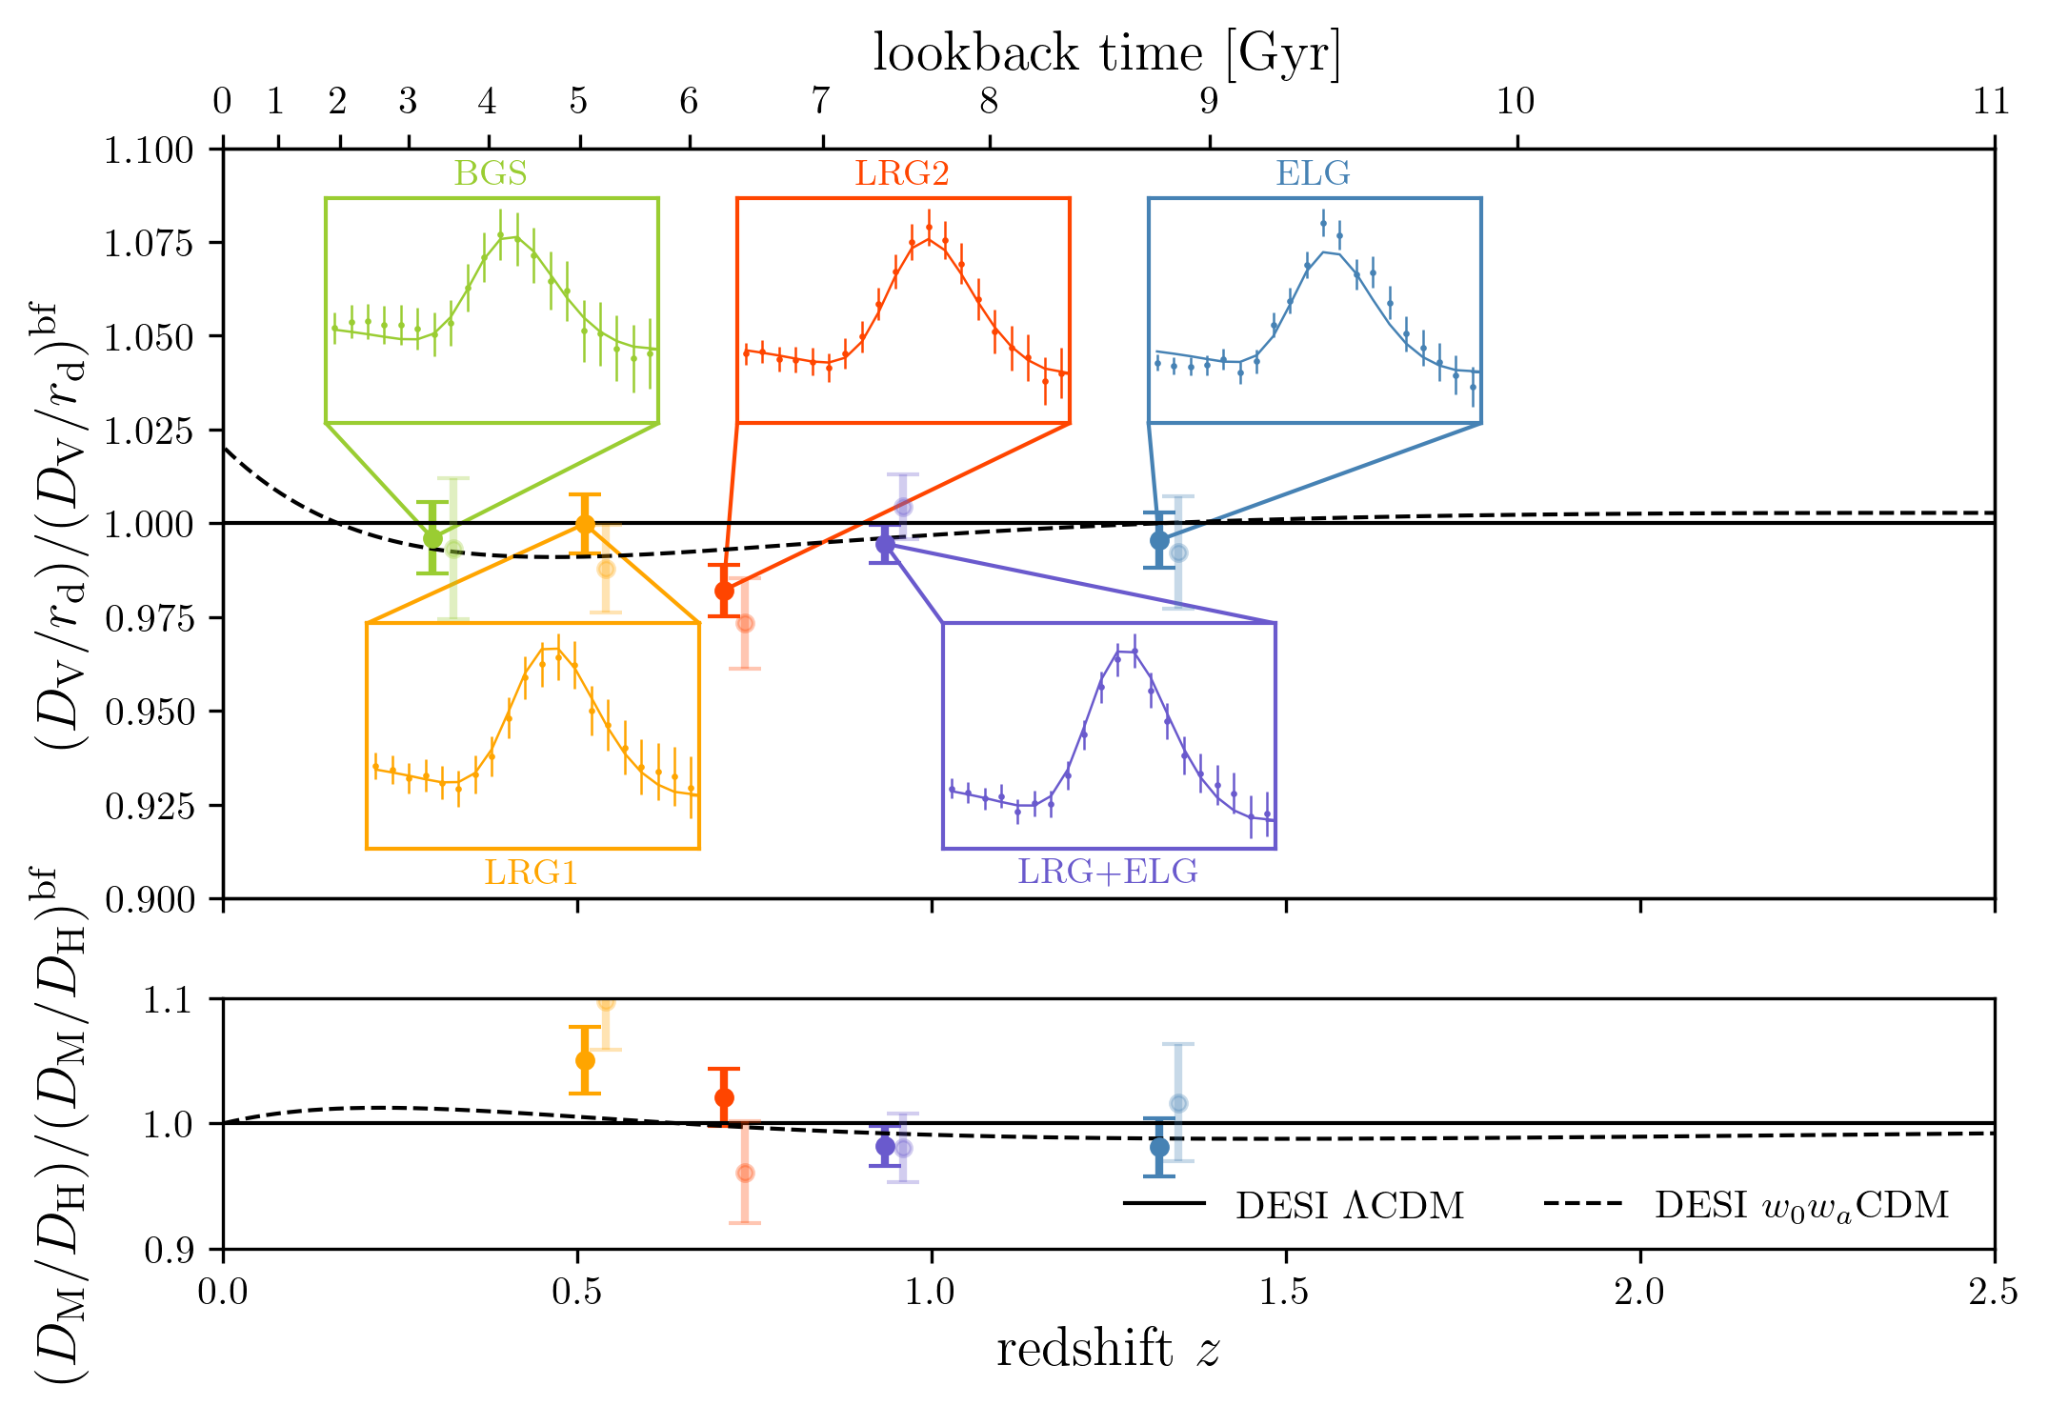 lookback time [Gyr]
0 1 2 3 4 5 6 7 8 9 10 11
(D_V/r_d)/(D_V/r_d)^bf
1.100
1.075
1.050
1.025
1.000
0.975
0.950
0.925
0.900
BGS LRG2 ELG
LRG1 LRG+ELG
(D_M/D_H)/(D_M/D_H)^bf
1.1
1.0
0.9
DESI ΛCDM DESI w_0w_aCDM
0.0 0.5 1.0 1.5 2.0 2.5
redshift z